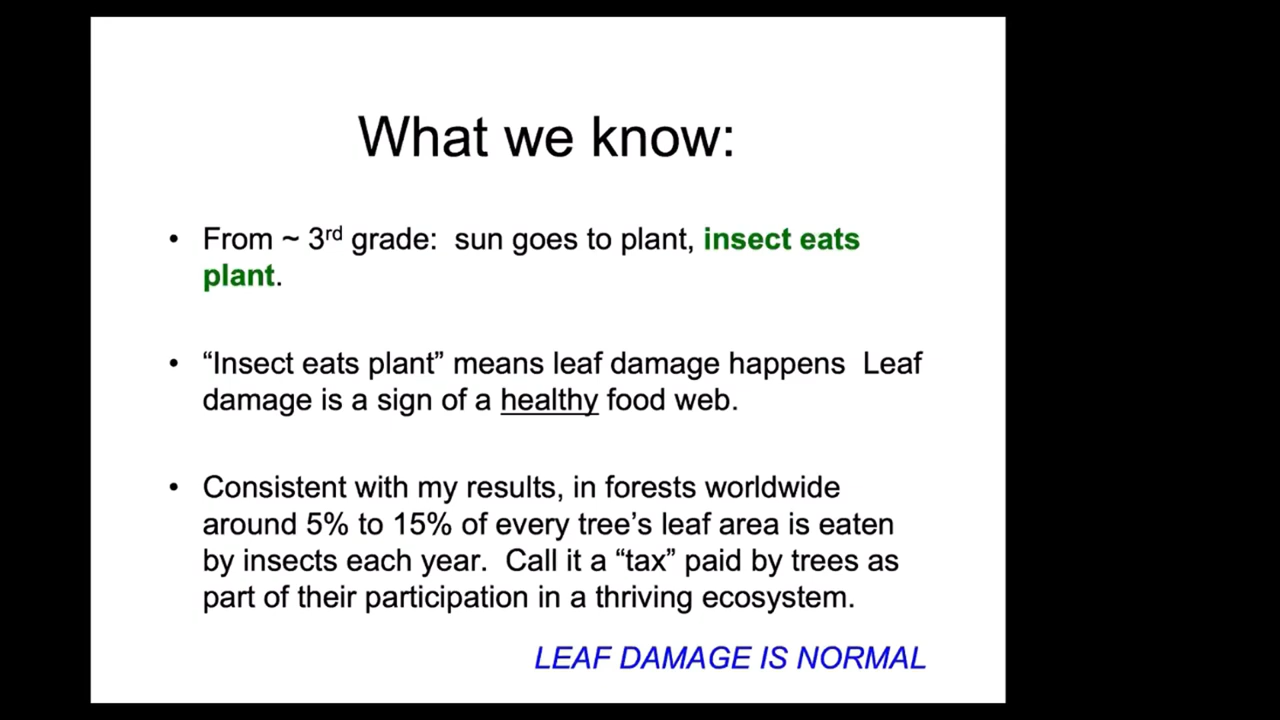 What we know:
• From ~ 3rd grade:  sun goes to plant, insect eats
plant.
• “Insect eats plant” means leaf damage happens  Leaf
damage is a sign of a healthy food web.
• Consistent with my results, in forests worldwide
around 5% to 15% of every tree’s leaf area is eaten
by insects each year.  Call it a “tax” paid by trees as
part of their participation in a thriving ecosystem.
LEAF DAMAGE IS NORMAL